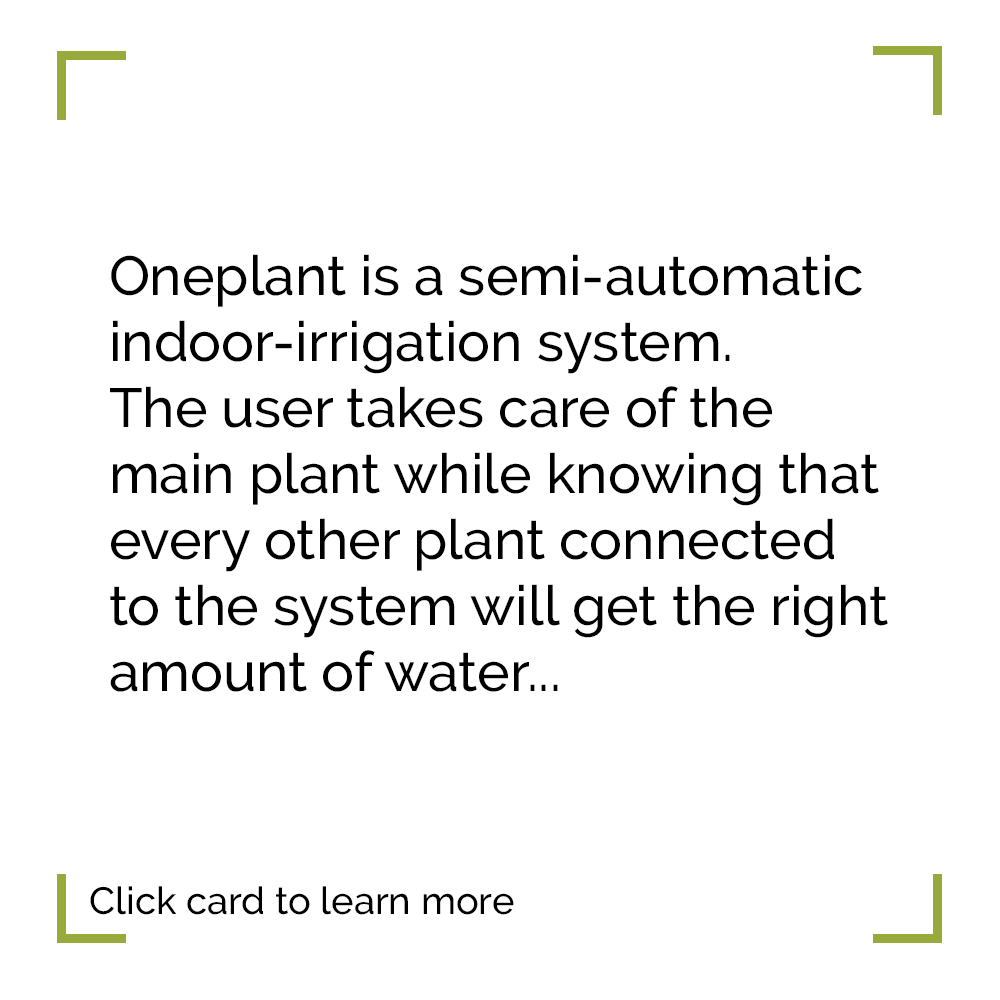 Oneplant is a semi-automatic
indoor-irrigation system.
The user takes care of the
main plant while knowing that
every other plant connected
to the system will get the right
amount of water...
Click card to learn more